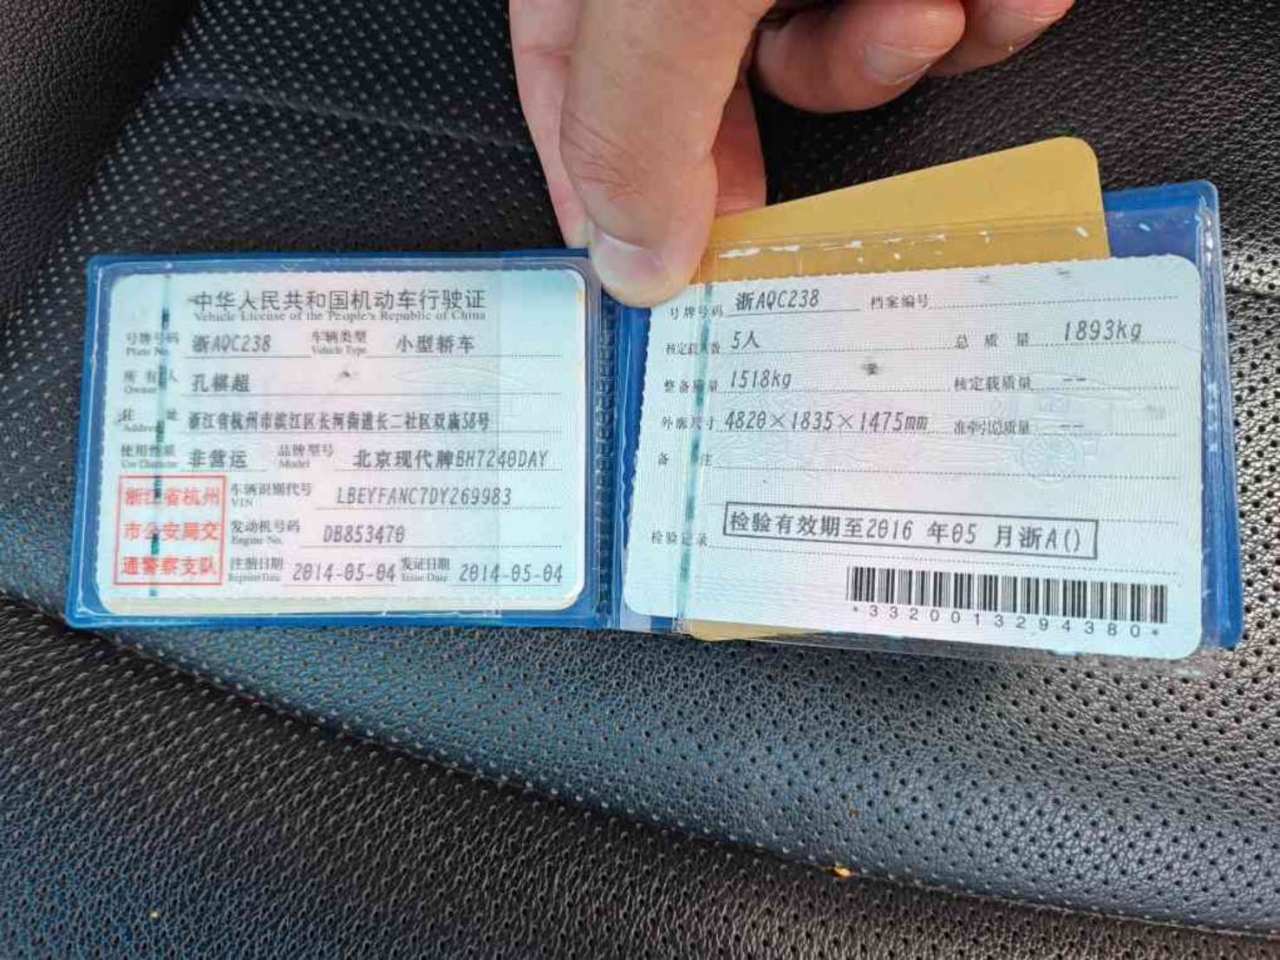 中华人民共和国机动车行驶证
Vehicle License of the People's Republic of China
号牌号码 浙AQC238 车辆类型 小型轿车
Plate No. Vehicle Type
所有人 孔棋超
Owner
住址 浙江省杭州市滨江区长河街道长二社区双庙58号
Address
使用性质 非营运 品牌型号 北京现代牌BH7240DAY
Use Character Model
浙江省杭州
市公安局交
通警察支队
车辆识别代号 LBEYFANC7DY269983
VIN
发动机号码 DB853470
Engine No.
注册日期 2014-05-04 发证日期 2014-05-04
Register Date Issue Date
号牌号码 浙AQC238 档案编号
核定载人数 5人 总质量 1893kg
整备质量 1518kg 核定载质量 --
外廓尺寸 4820×1835×1475mm 准牵引总质量 --
备注
检验记录 检验有效期至2016 年05 月浙A()
*3320013294380*